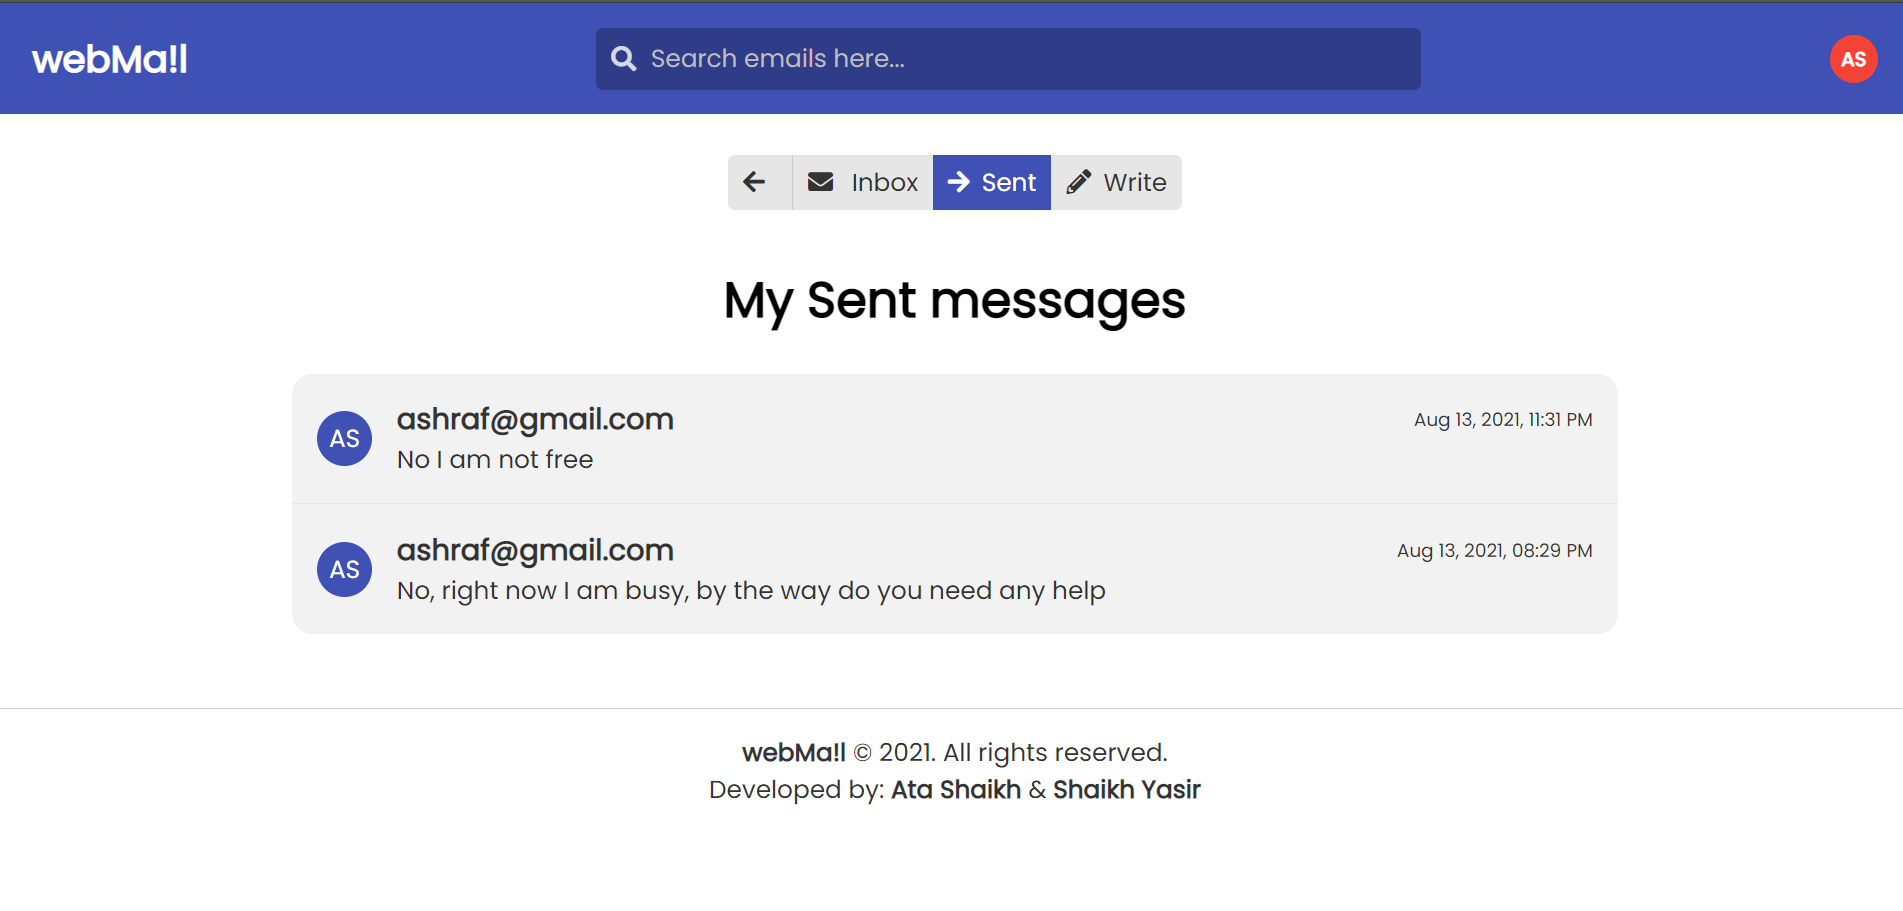 webMa!l
Search emails here...
AS
Inbox
Sent
Write
My Sent messages
AS
ashraf@gmail.com
Aug 13, 2021, 11:31 PM
No I am not free
AS
ashraf@gmail.com
Aug 13, 2021, 08:29 PM
No, right now I am busy, by the way do you need any help
webMa!l © 2021. All rights reserved.
Developed by: Ata Shaikh & Shaikh Yasir